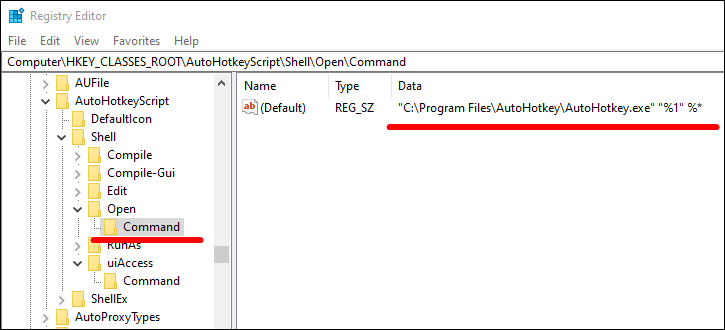 Registry Editor
File Edit View Favorites Help
Computer\HKEY_CLASSES_ROOT\AutoHotkeyScript\Shell\Open\Command
AUFile
AutoHotkeyScript
DefaultIcon
Shell
Compile
Compile-Gui
Edit
Open
Command
RunAs
uiAccess
Command
ShellEx
AutoProxyTypes
Name Type Data
ab (Default) REG_SZ "C:\Program Files\AutoHotkey\AutoHotkey.exe" "%1" %*